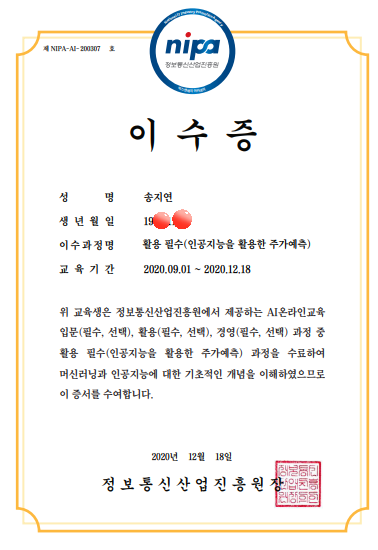 제 NIPA-AI-200307 호
nipa
정보통신산업진흥원
이수증
성 명 송지연
생년월일 19
이수과정명 활용 필수(인공지능을 활용한 주가예측)
교육기간 2020.09.01 ~ 2020.12.18
위 교육생은 정보통신산업진흥원에서 제공하는 AI온라인교육
입문(필수, 선택), 활용(필수, 선택), 경영(필수, 선택) 과정 중
활용 필수(인공지능을 활용한 주가예측) 과정을 수료하여
머신러닝과 인공지능에 대한 기초적인 개념을 이해하였으므로
이 증서를 수여합니다.
2020년 12월 18일
정보통신산업진흥원장